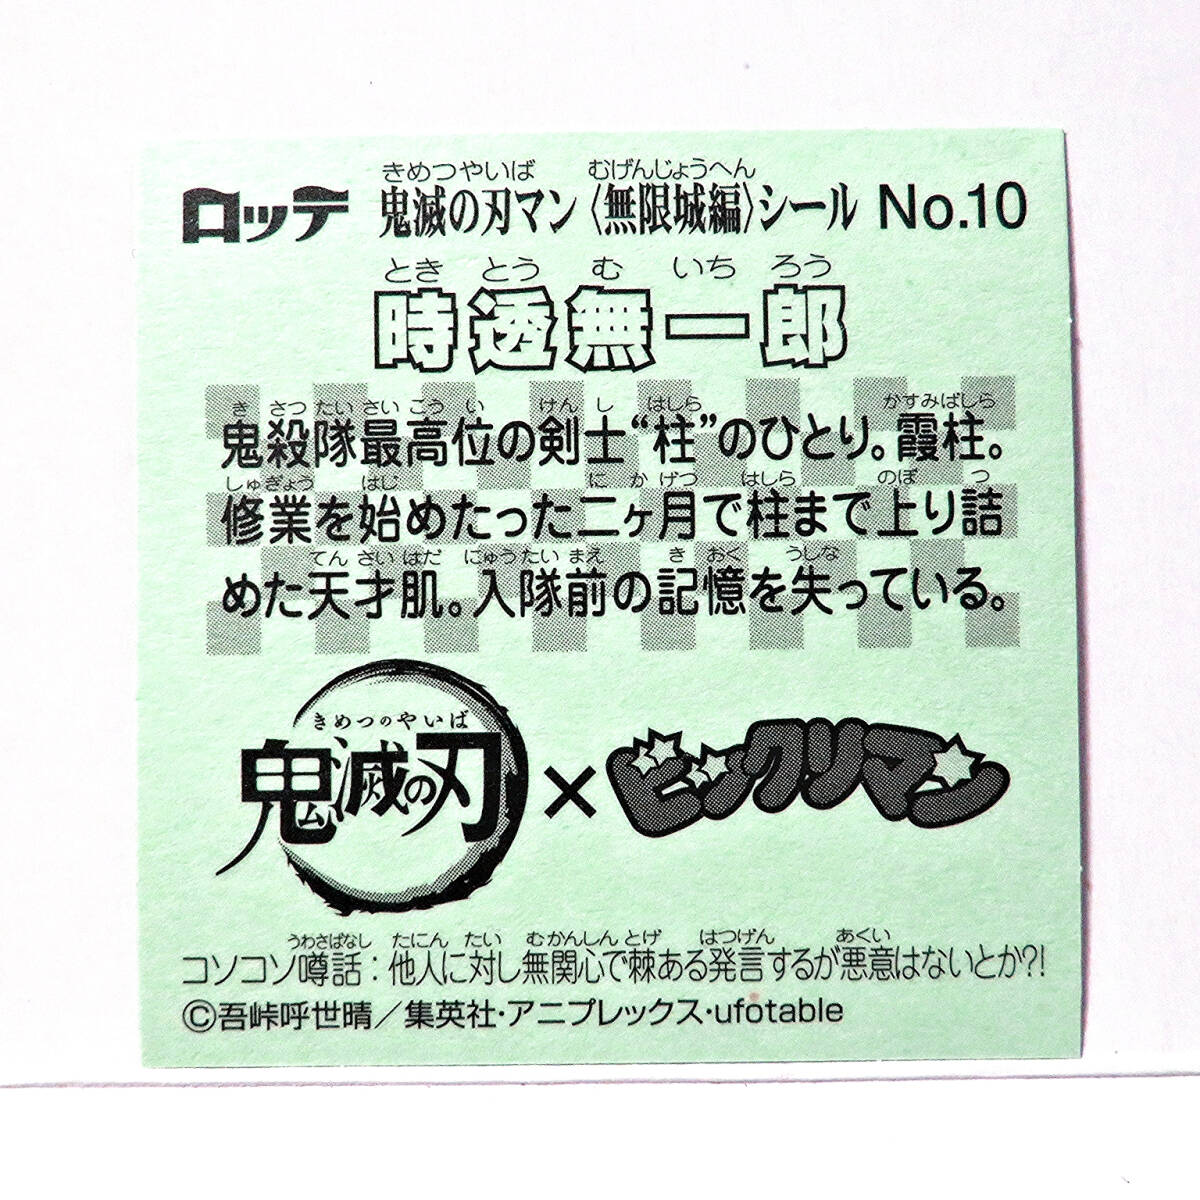 きめつやいば むげんじょうへん
ロッテ 鬼滅の刃マン〈無限城編〉シール No.10
とき とう む いち ろう
時透無一郎
き さつ たい さい こう い けん し はしら かすみばしら
鬼殺隊最高位の剣士“柱”のひとり。霞柱。
しゅぎょう はじ に か げつ はしら のぼ つ
修業を始めたった二ヶ月で柱まで上り詰
てん さい はだ にゅう たい まえ き おく うしな
めた天才肌。入隊前の記憶を失っている。
きめつのやいば
鬼滅の刃 × ビックリマン
うわさばなし たにん たい むかんしん とげ はつげん あくい
コソコソ噂話：他人に対し無関心で棘ある発言するが悪意はないとか?!
©吾峠呼世晴／集英社・アニプレックス・ufotable